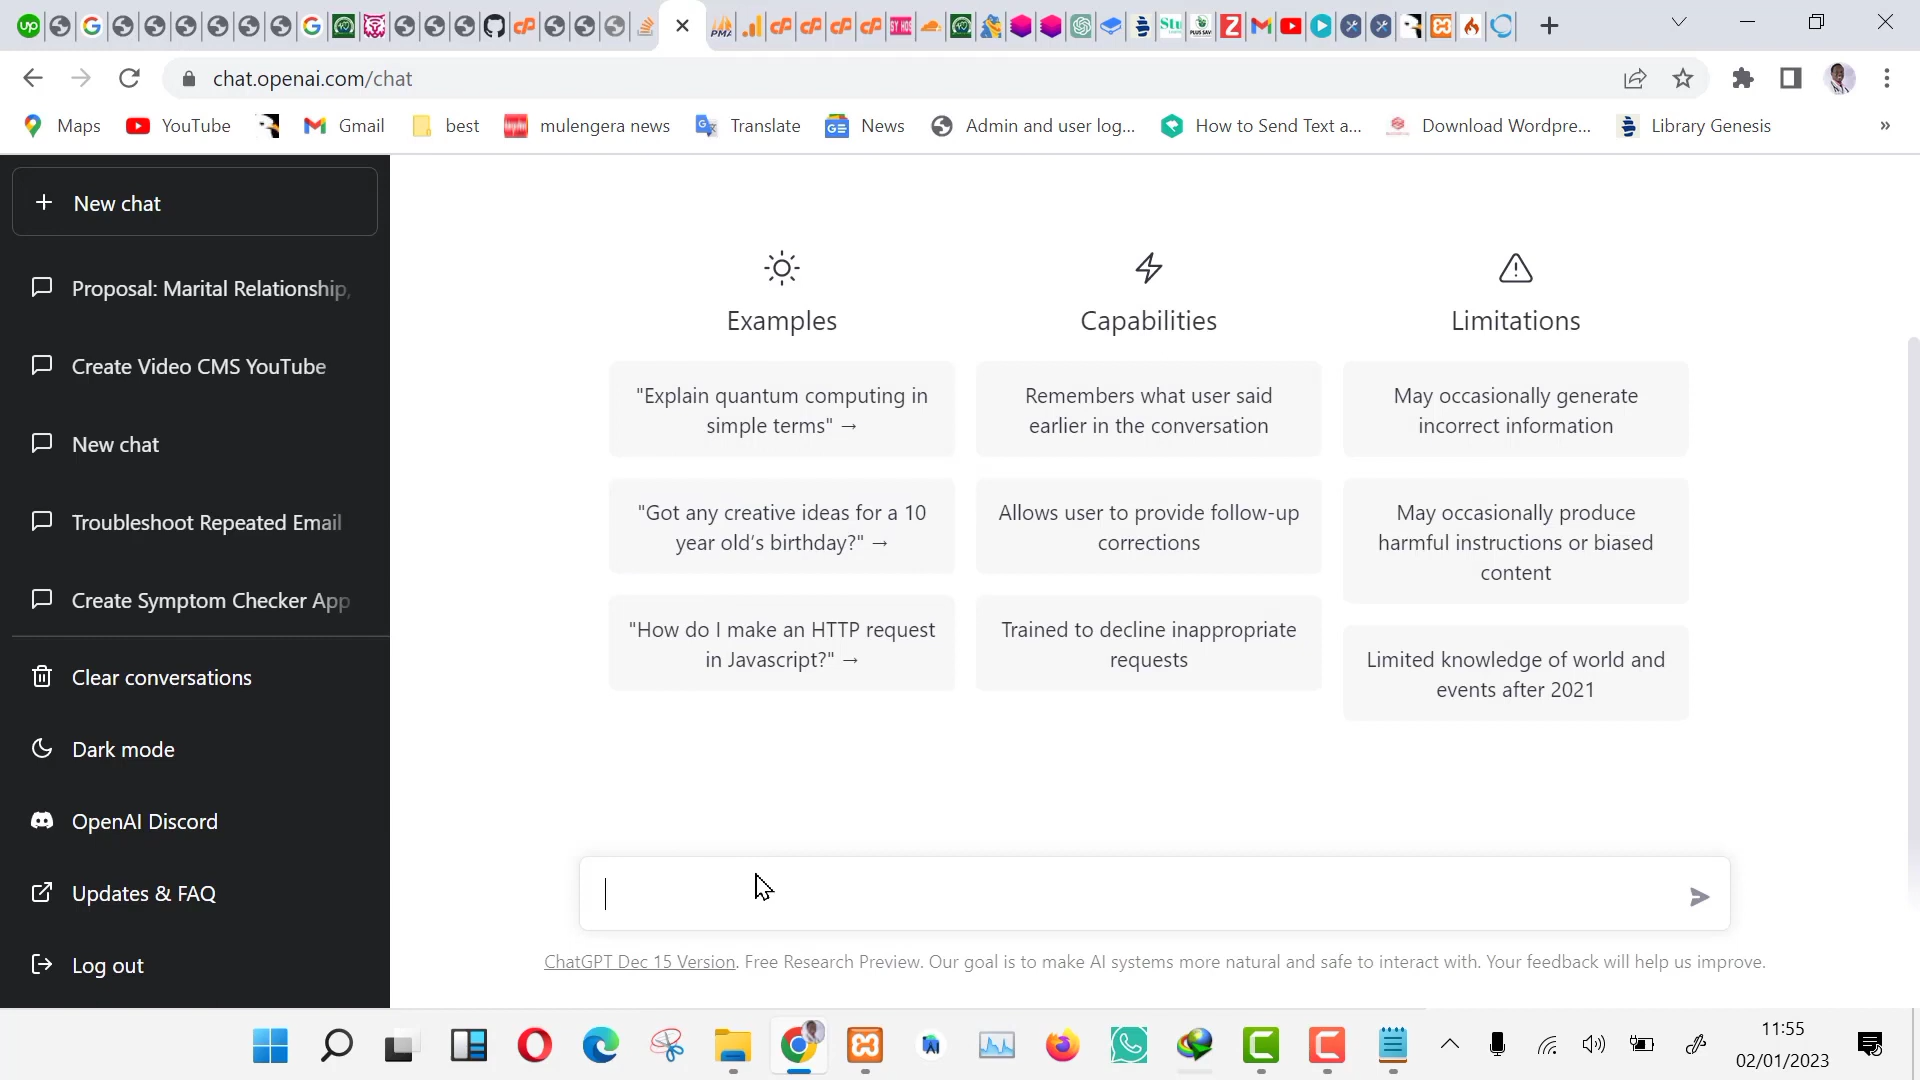 chat.openai.com/chat
Maps
YouTube
Gmail
best
mulengera news
Translate
News
Admin and user log...
How to Send Text a...
Download Wordpre...
Library Genesis
»
New chat
Proposal: Marital Relationship,
Create Video CMS YouTube
New chat
Troubleshoot Repeated Email
Create Symptom Checker App
Clear conversations
Dark mode
OpenAI Discord
Updates & FAQ
Log out
Examples
"Explain quantum computing in
simple terms" →
"Got any creative ideas for a 10
year old's birthday?" →
"How do I make an HTTP request
in Javascript?" →
Capabilities
Remembers what user said
earlier in the conversation
Allows user to provide follow-up
corrections
Trained to decline inappropriate
requests
Limitations
May occasionally generate
incorrect information
May occasionally produce
harmful instructions or biased
content
Limited knowledge of world and
events after 2021
ChatGPT Dec 15 Version. Free Research Preview. Our goal is to make AI systems more natural and safe to interact with. Your feedback will help us improve.
11:55
02/01/2023